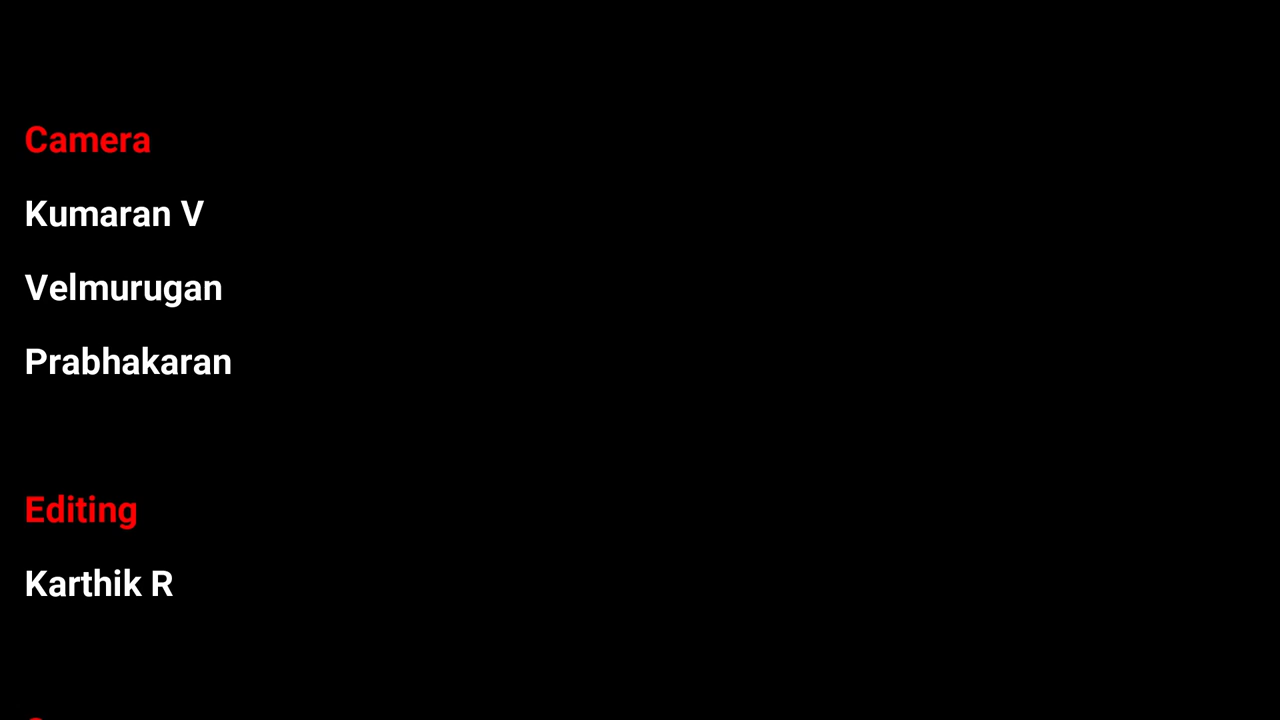 Camera
Kumaran V
Velmurugan
Prabhakaran
Editing
Karthik R